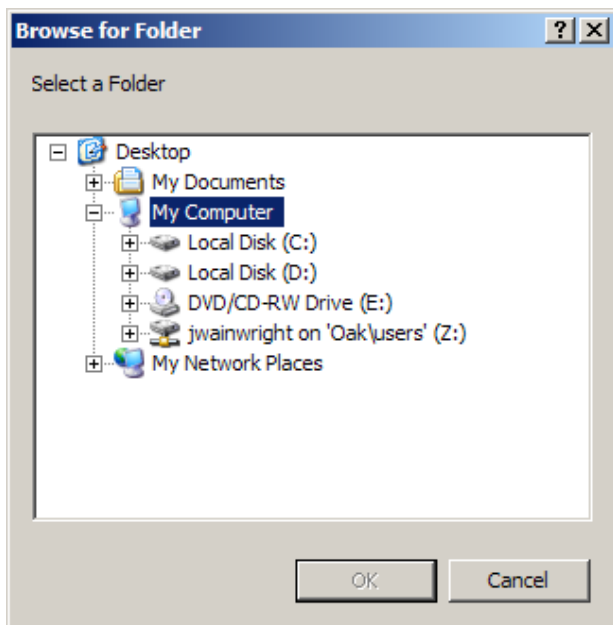 Browse for Folder
Select a Folder
Desktop
My Documents
My Computer
Local Disk (C:)
Local Disk (D:)
DVD/CD-RW Drive (E:)
jwainwright on 'Oak\users' (Z:)
My Network Places
OK Cancel